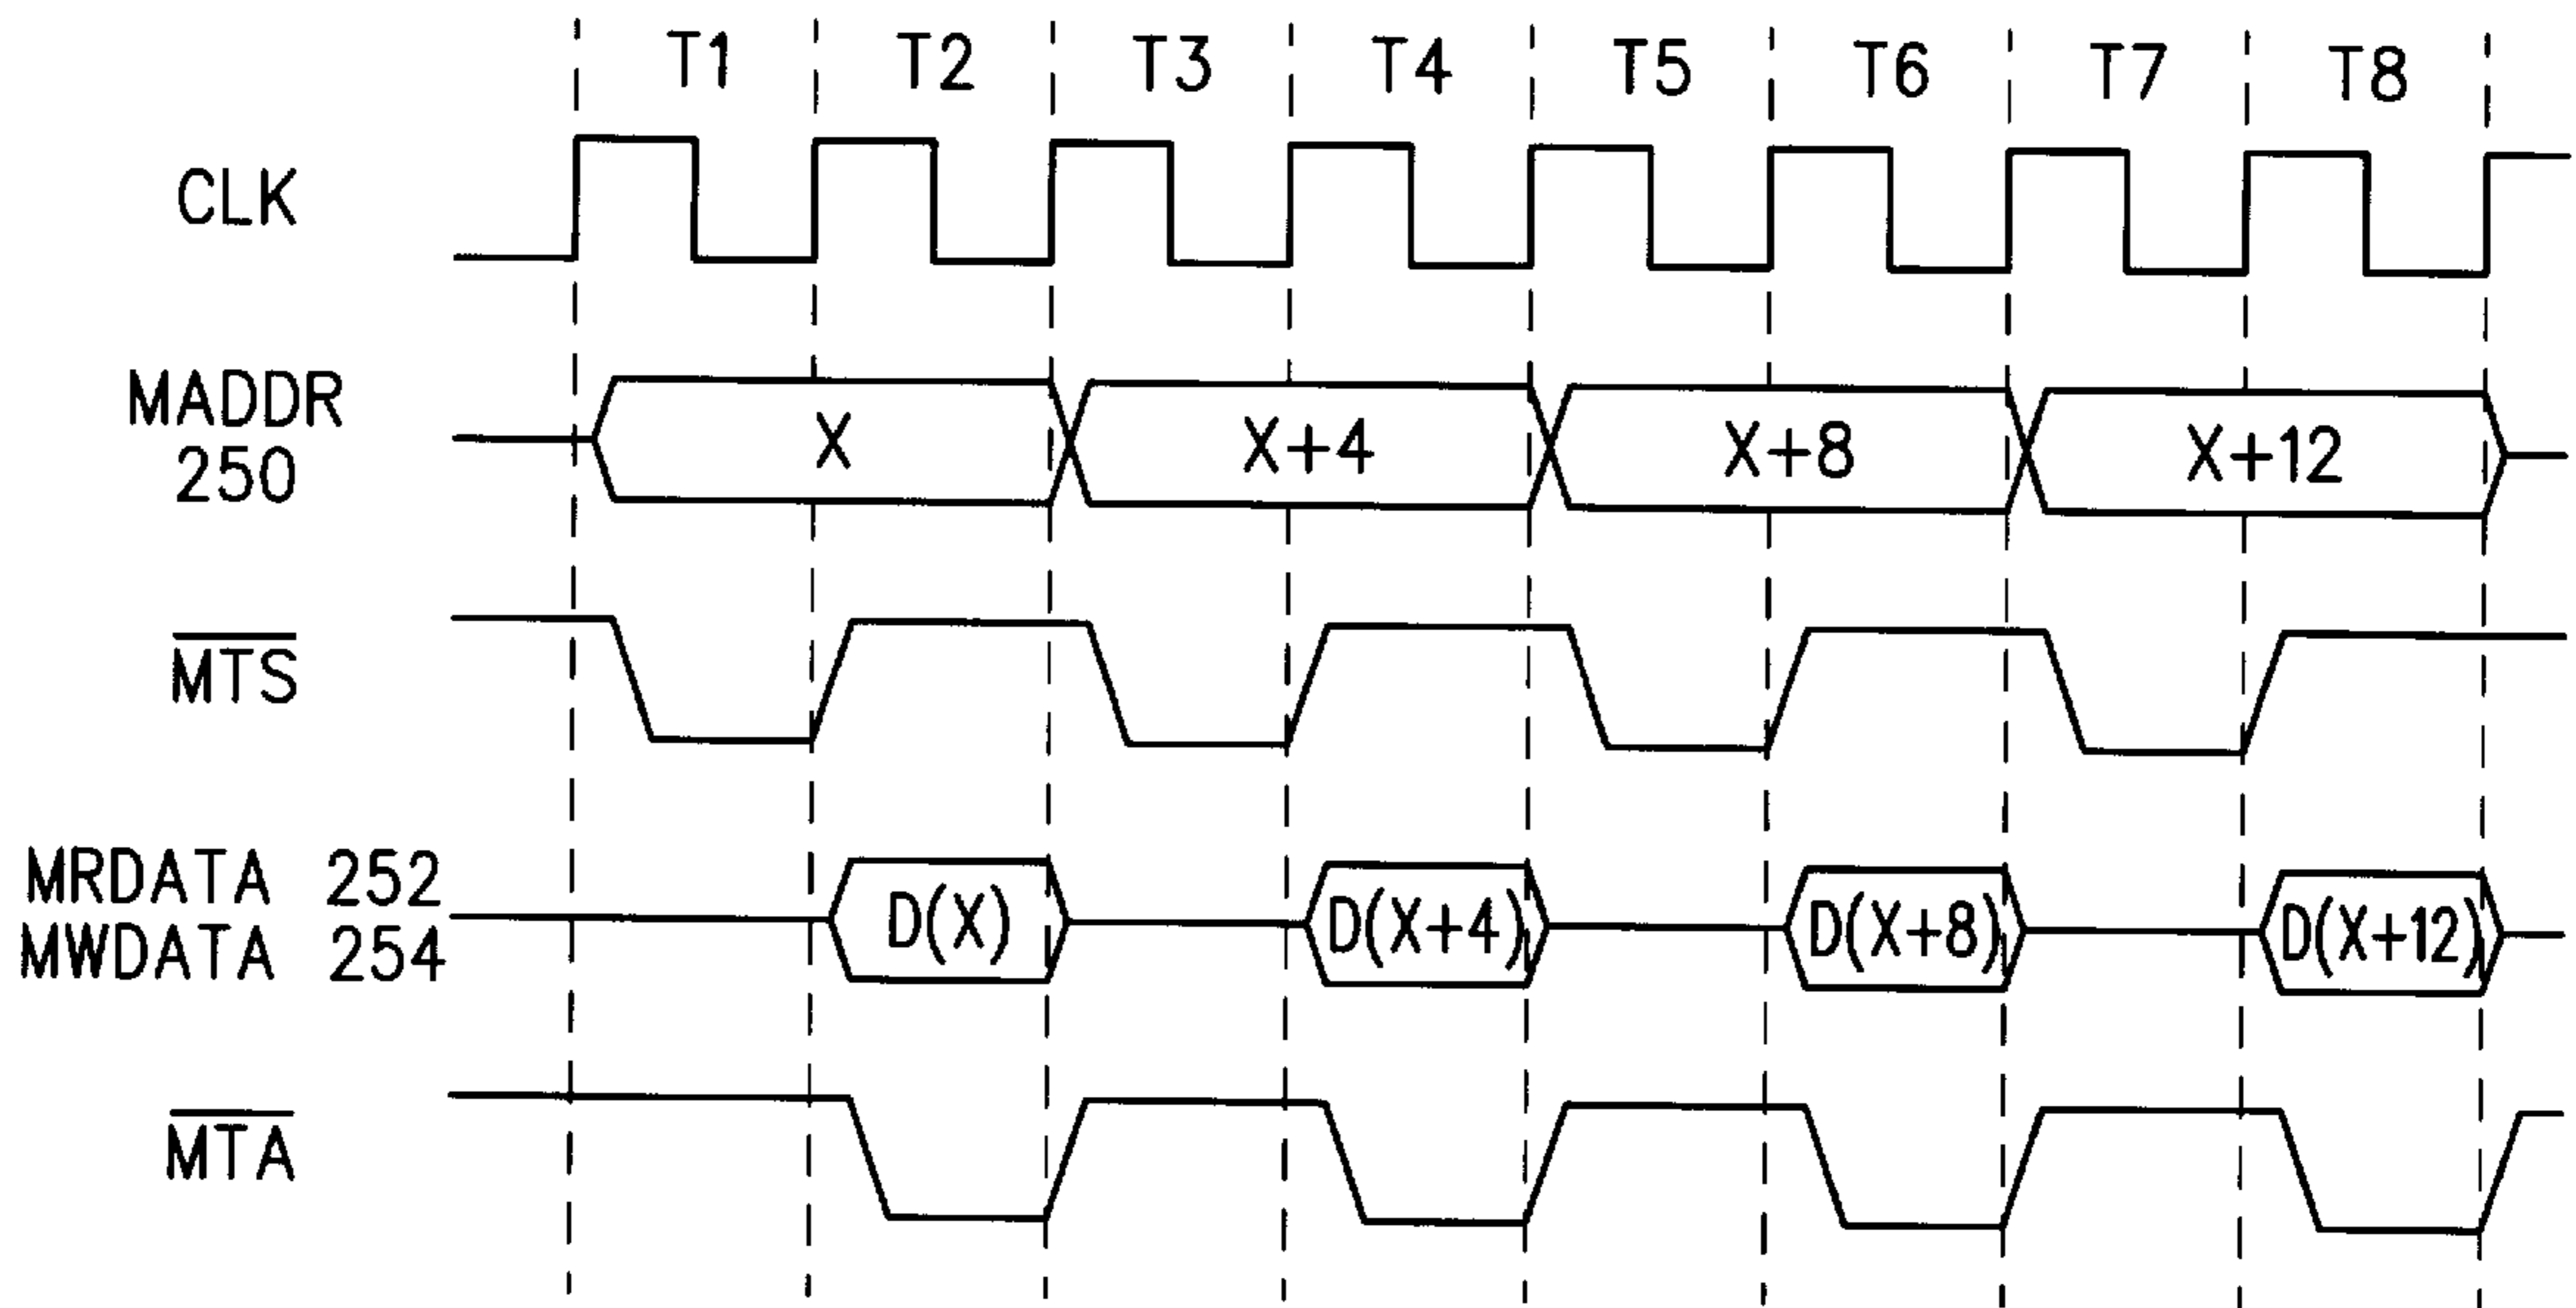 T1 T2 T3 T4 T5 T6 T7 T8
CLK
MADDR
250
X X+4 X+8 X+12
MTS
MRDATA 252
MWDATA 254
D(X) D(X+4) D(X+8) D(X+12)
MTA